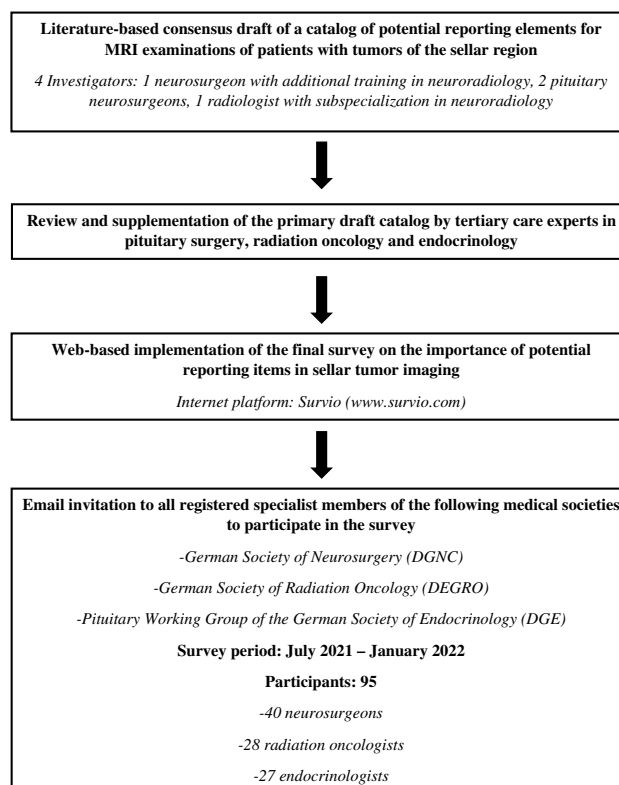 Literature-based consensus draft of a catalog of potential reporting elements for
MRI examinations of patients with tumors of the sellar region
4 Investigators: 1 neurosurgeon with additional training in neuroradiology, 2 pituitary
neurosurgeons, 1 radiologist with subspecialization in neuroradiology
Review and supplementation of the primary draft catalog by tertiary care experts in
pituitary surgery, radiation oncology and endocrinology
Web-based implementation of the final survey on the importance of potential
reporting items in sellar tumor imaging
Internet platform: Survio (www.survio.com)
Email invitation to all registered specialist members of the following medical societies
to participate in the survey
-German Society of Neurosurgery (DGNC)
-German Society of Radiation Oncology (DEGRO)
-Pituitary Working Group of the German Society of Endocrinology (DGE)
Survey period: July 2021 – January 2022
Participants: 95
-40 neurosurgeons
-28 radiation oncologists
-27 endocrinologists